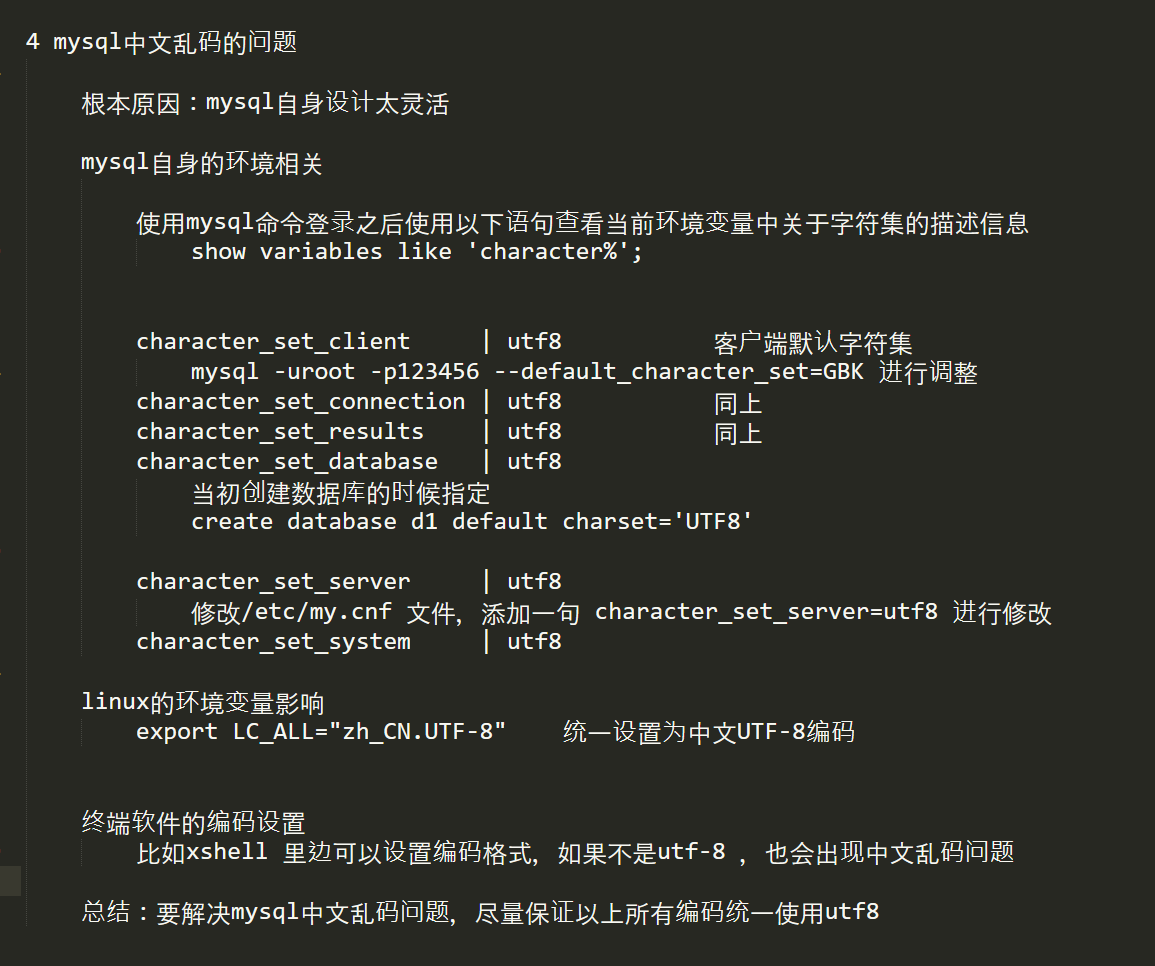 4 mysql中文乱码的问题
根本原因：mysql自身设计太灵活
mysql自身的环境相关
使用mysql命令登录之后使用以下语句查看当前环境变量中关于字符集的描述信息
show variables like 'character%';
character_set_client | utf8 客户端默认字符集
mysql -uroot -p123456 --default_character_set=GBK 进行调整
character_set_connection | utf8 同上
character_set_results | utf8 同上
character_set_database | utf8
当初创建数据库的时候指定
create database d1 default charset='UTF8'
character_set_server | utf8
修改/etc/my.cnf 文件，添加一句 character_set_server=utf8 进行修改
character_set_system | utf8
linux的环境变量影响
export LC_ALL="zh_CN.UTF-8" 统一设置为中文UTF-8编码
终端软件的编码设置
比如xshell 里边可以设置编码格式，如果不是utf-8 ，也会出现中文乱码问题
总结：要解决mysql中文乱码问题，尽量保证以上所有编码统一使用utf8